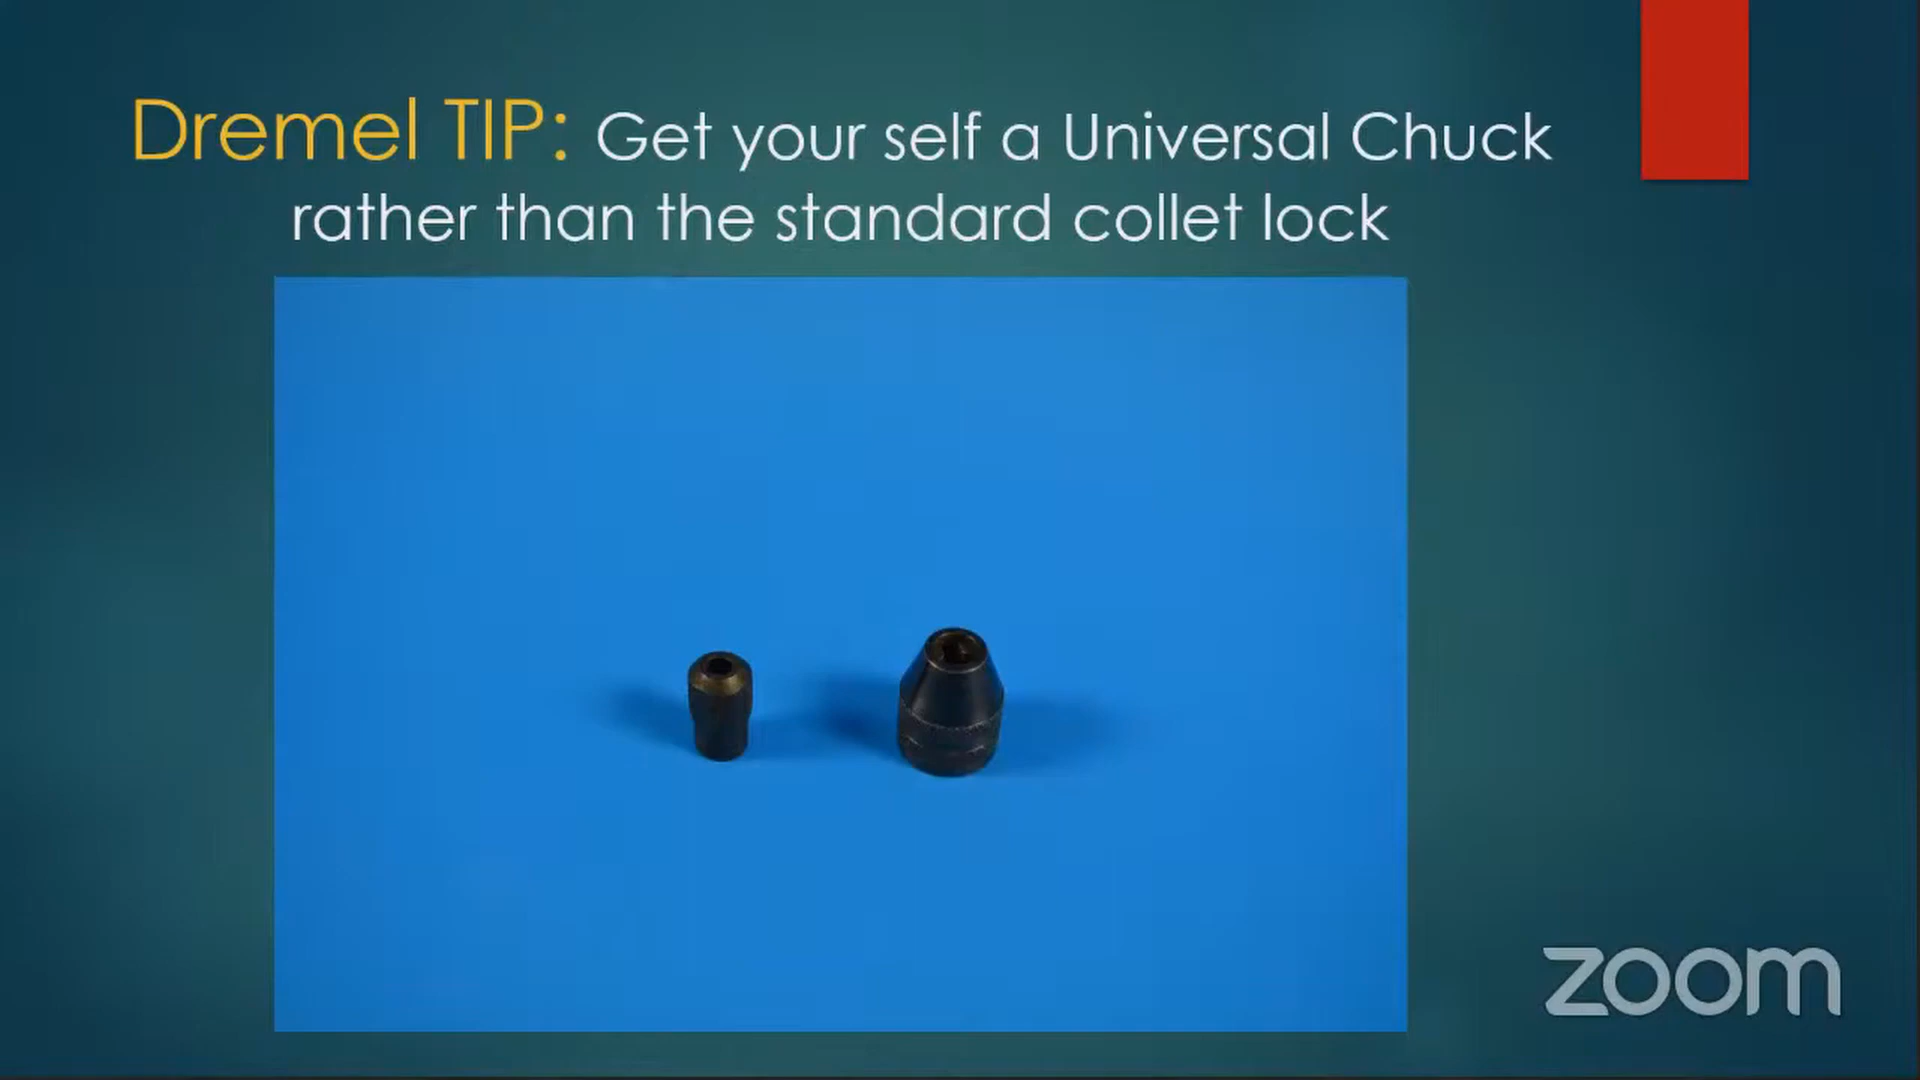 Dremel TIP: Get your self a Universal Chuck
rather than the standard collet lock
zoom